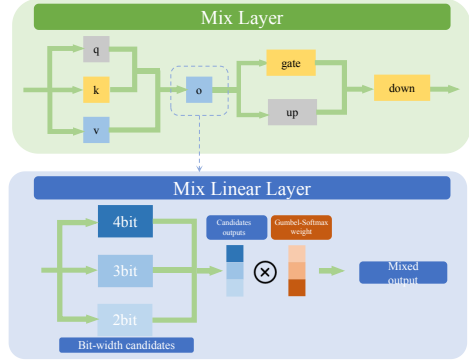 Mix Layer
q
k
v
o
gate
up
down
Mix Linear Layer
4bit
3bit
2bit
Bit-width candidates
Candidates
outputs
Gumbel-Softmax
weight
Mixed
output